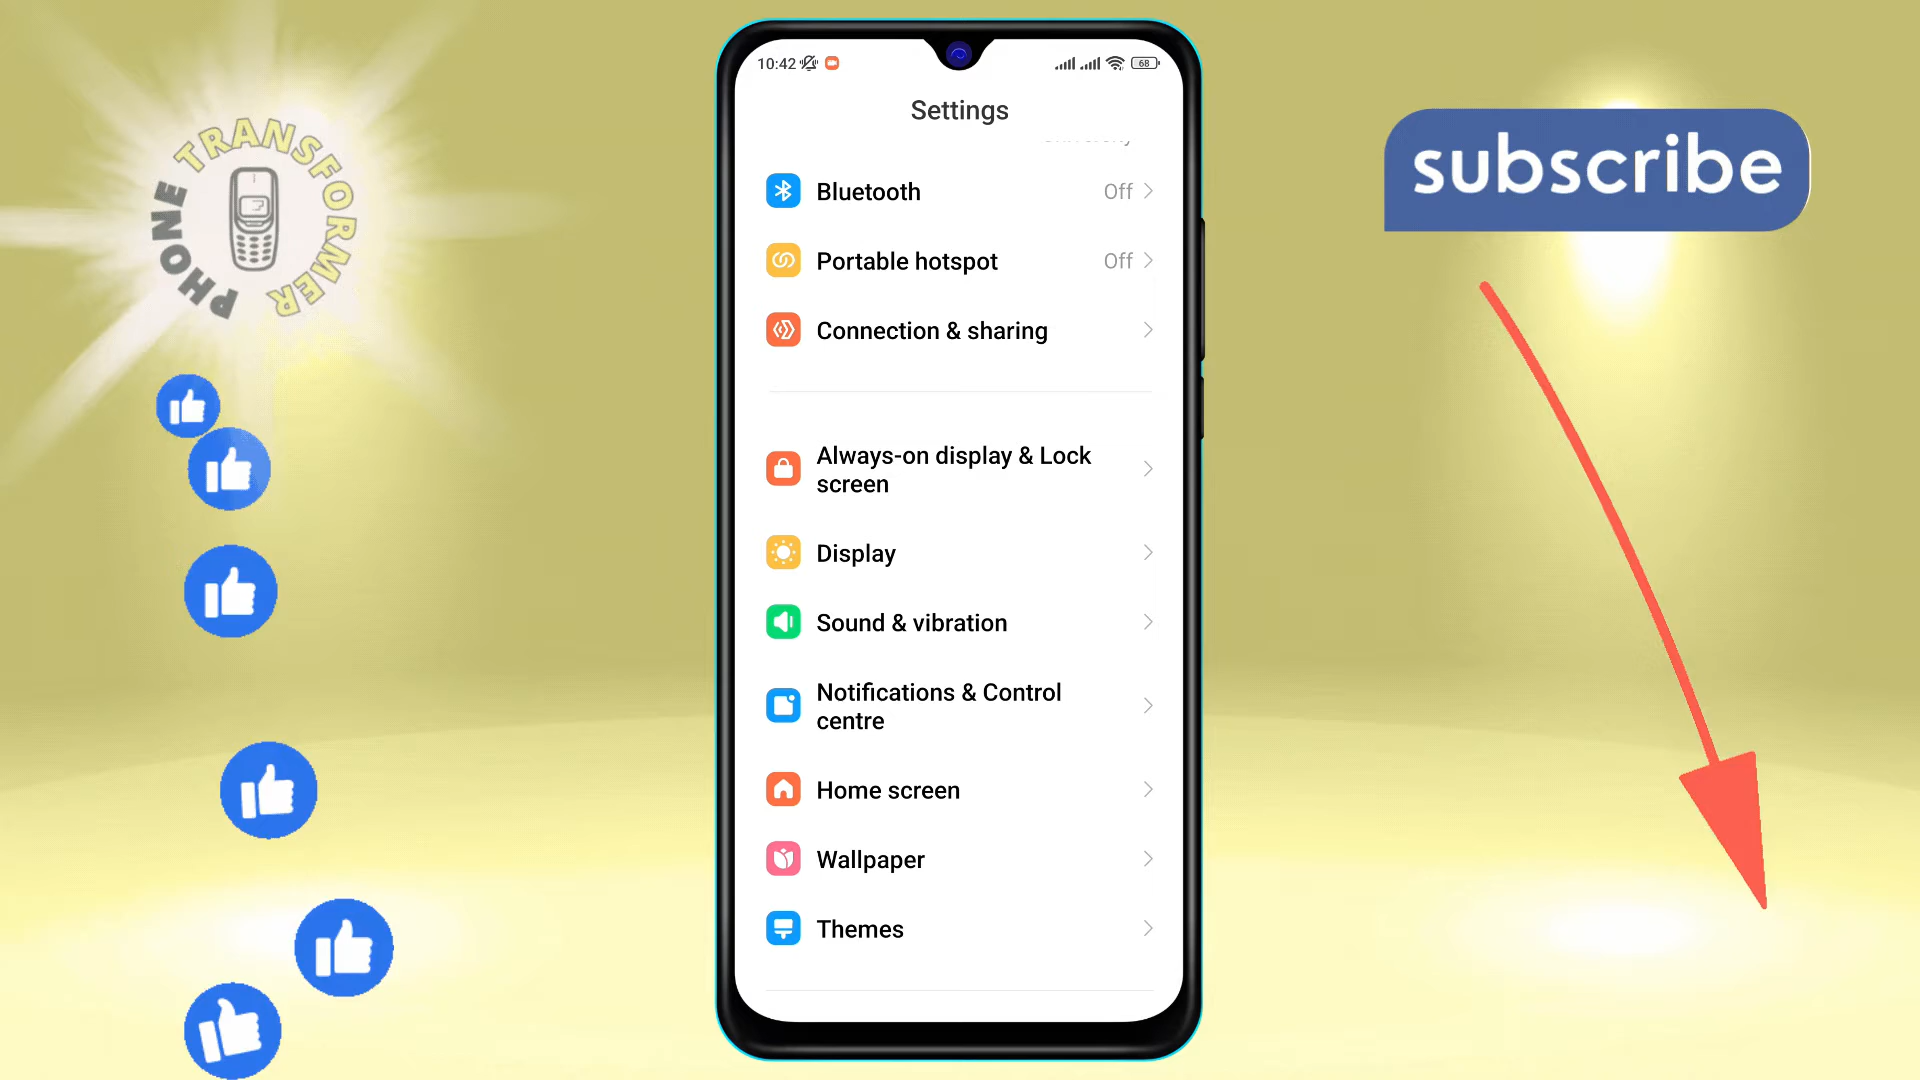 PHONE TRANSFORMER
subscribe
10:42
68
Settings
Bluetooth
Off
Portable hotspot
Off
Connection & sharing
Always-on display & Lock
screen
Display
Sound & vibration
Notifications & Control
centre
Home screen
Wallpaper
Themes